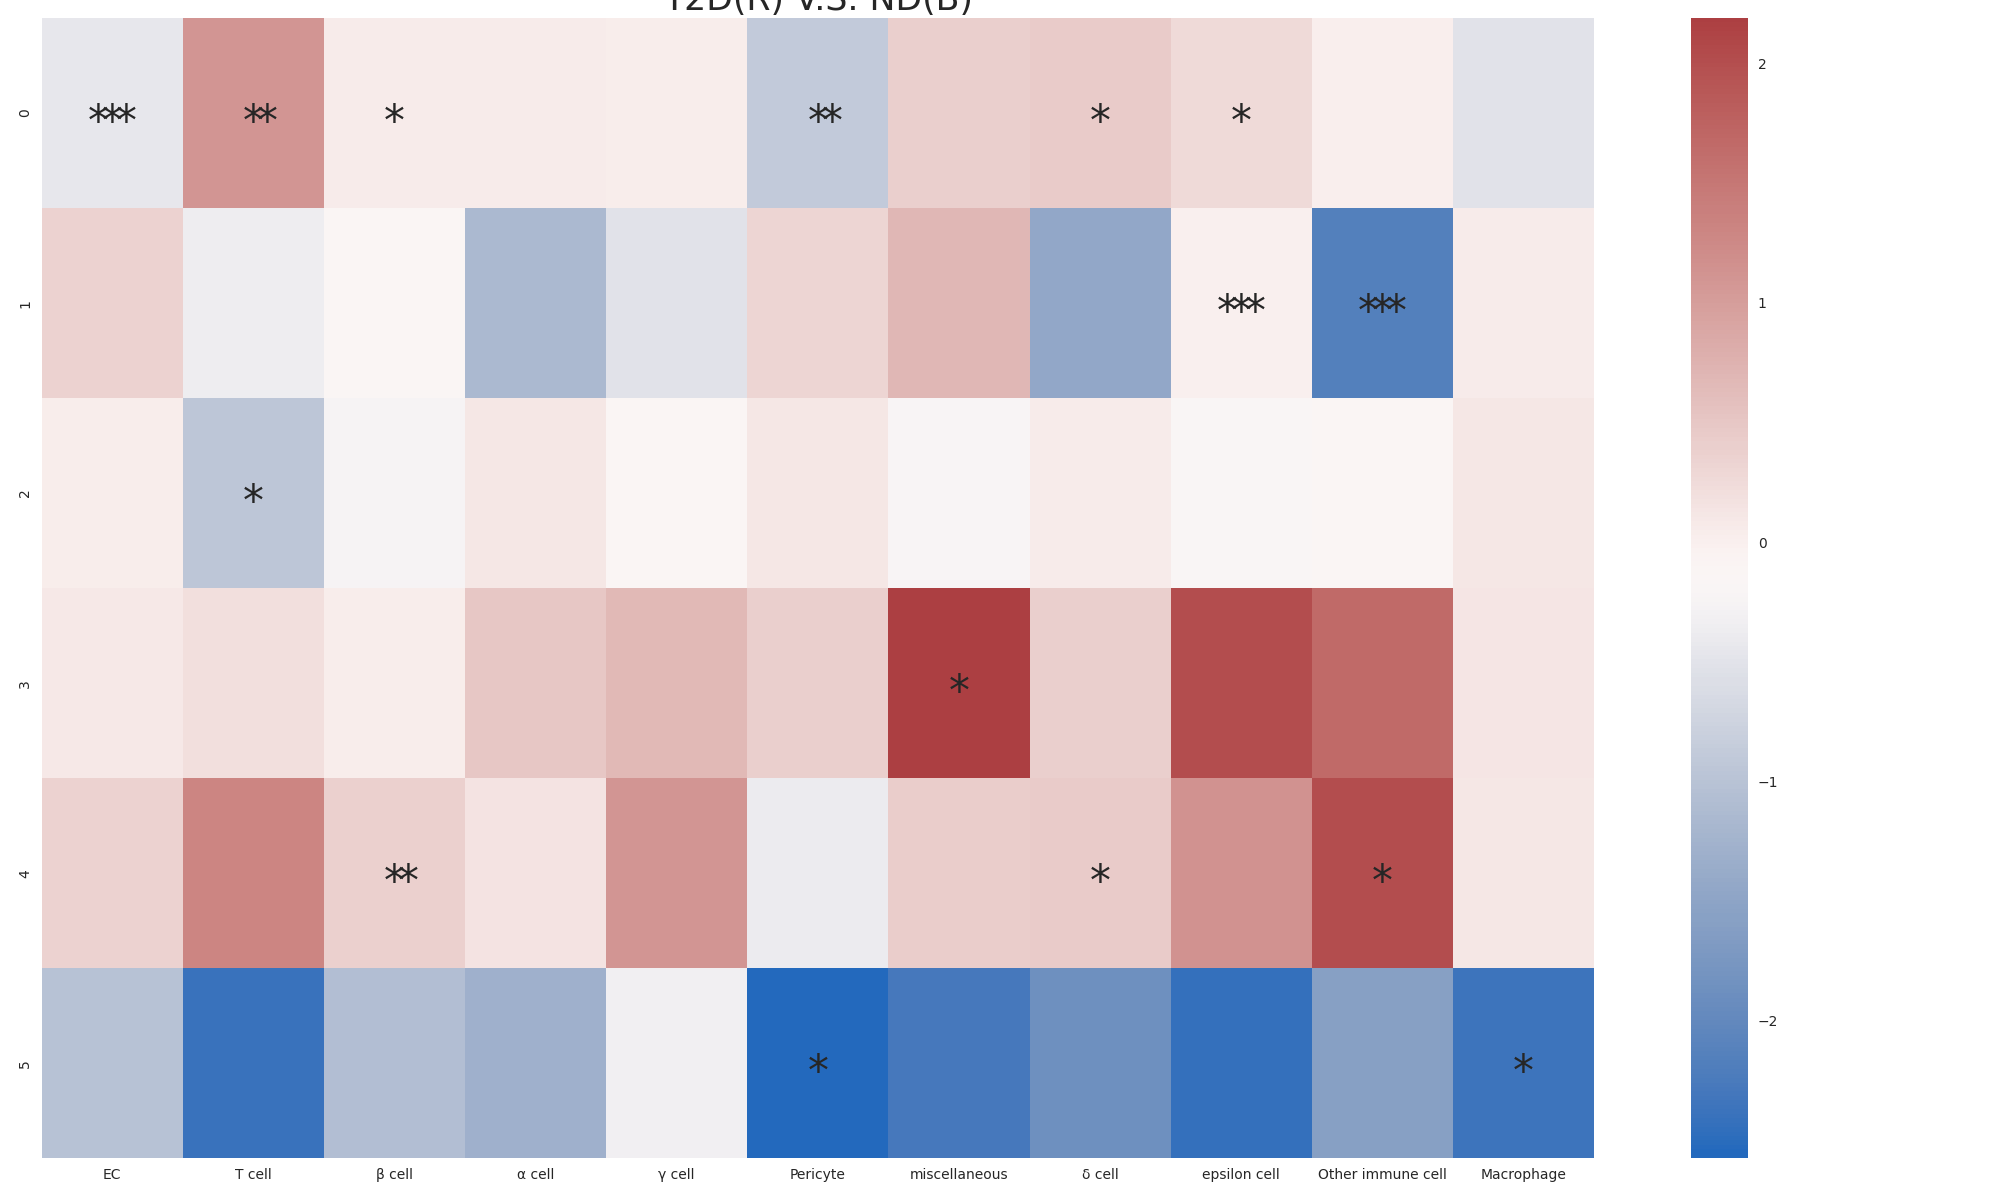 T2D(R) V.S. ND(B)
2
0 *** ** * ** * *
1 *** ***
1
2 *
0
3 *
−1
4 ** * *
−2
5 * *
EC T cell β cell α cell γ cell Pericyte miscellaneous δ cell epsilon cell Other immune cell Macrophage